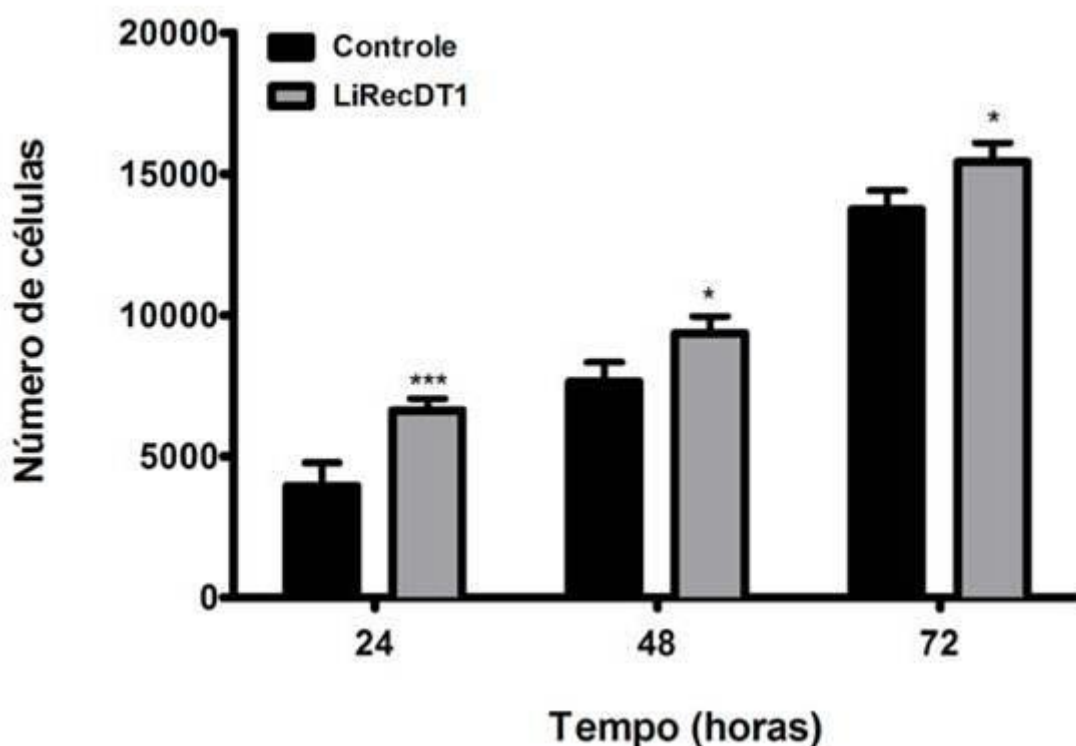 20000
Controle
LiRecDT1
15000
10000
5000
0
Número de células
***
*
*
24 48 72
Tempo (horas)